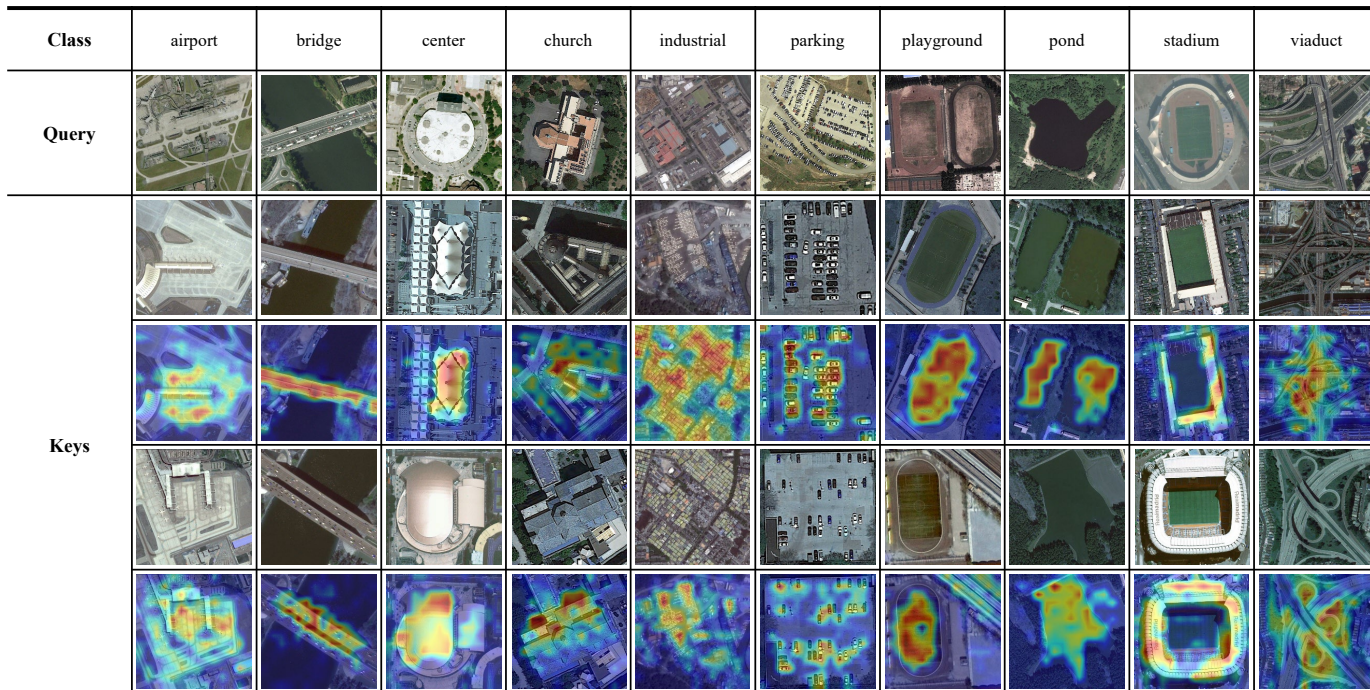 Class airport bridge center church industrial parking playground pond stadium viaduct
Query
Keys